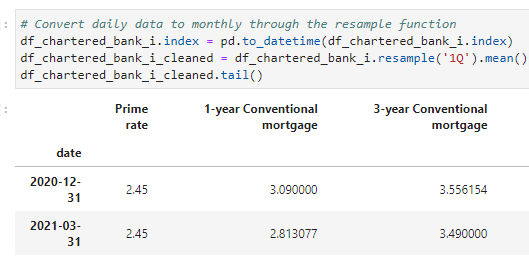 # Convert daily data to monthly through the resample function
df_chartered_bank_i.index = pd.to_datetime(df_chartered_bank_i.index)
df_chartered_bank_i_cleaned = df_chartered_bank_i.resample('1Q').mean()
df_chartered_bank_i_cleaned.tail()
Prime 1-year Conventional 3-year Conventional
rate mortgage mortgage
date
2020-12-
31 2.45 3.090000 3.556154
2021-03-
31 2.45 2.813077 3.490000